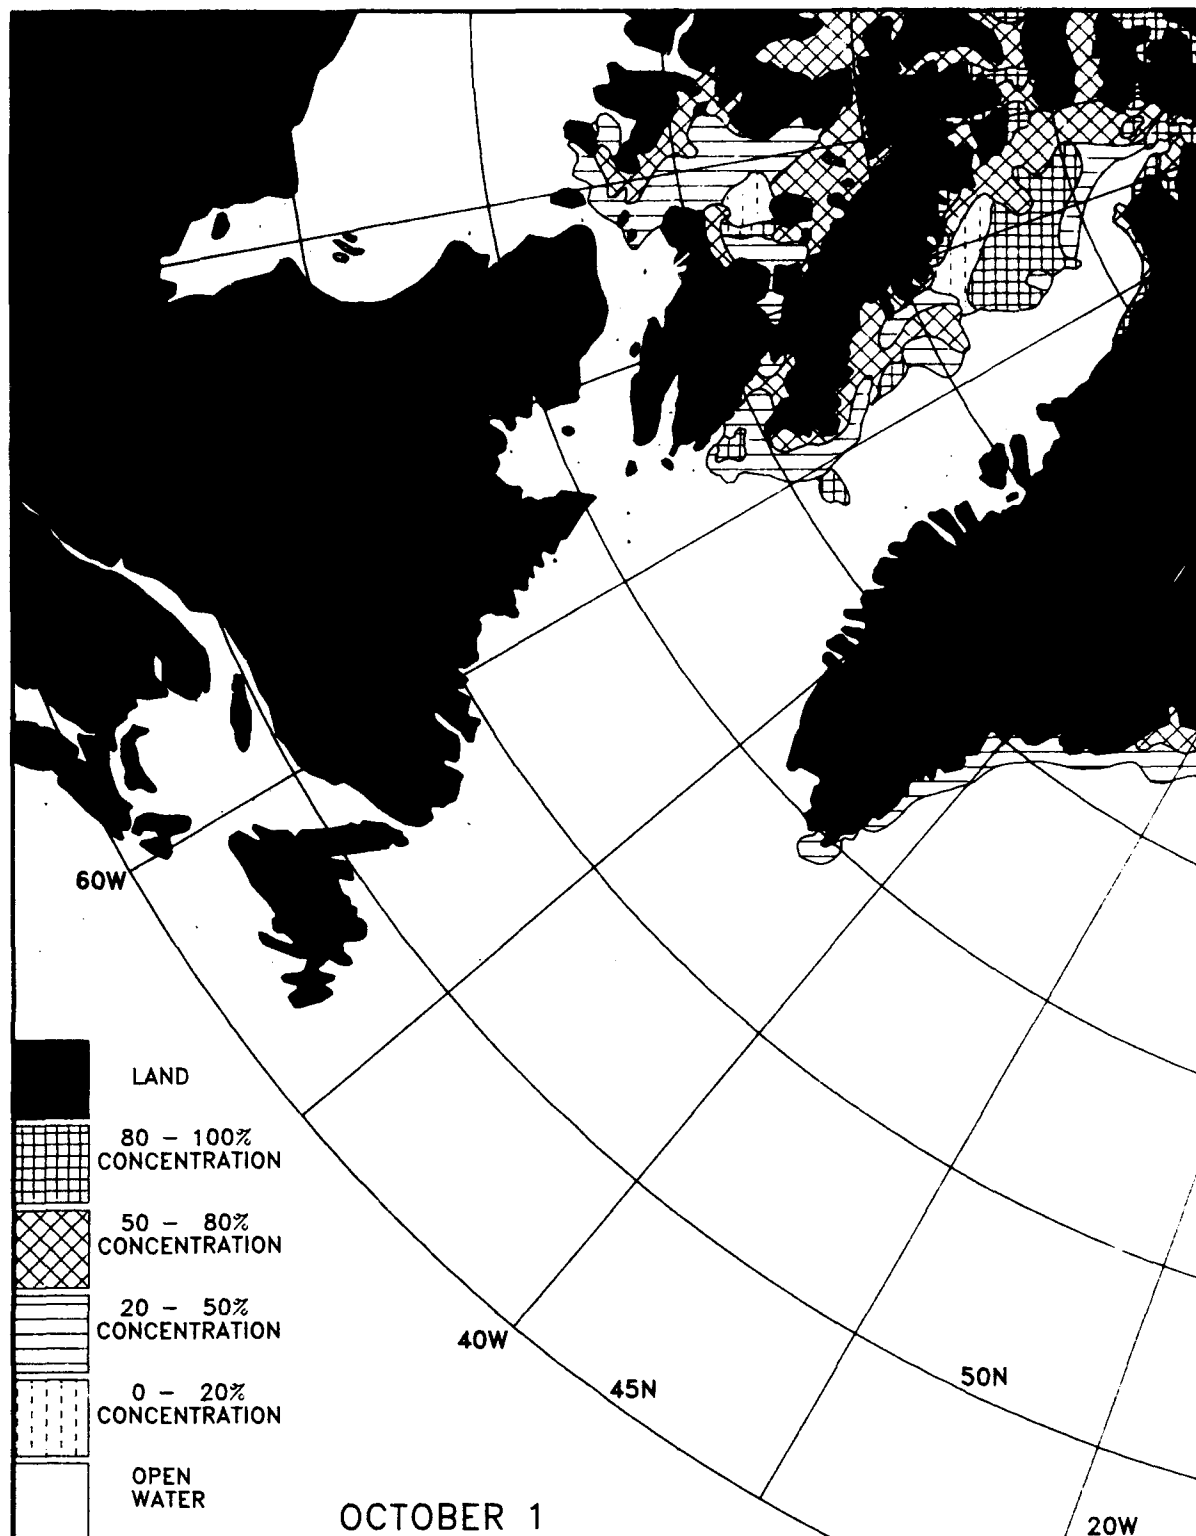 60W
LAND
80 - 100%
CONCENTRATION
50 - 80%
CONCENTRATION
20 - 50%
CONCENTRATION
0 - 20%
CONCENTRATION
OPEN
WATER
40W
45N
50N
20W
OCTOBER 1